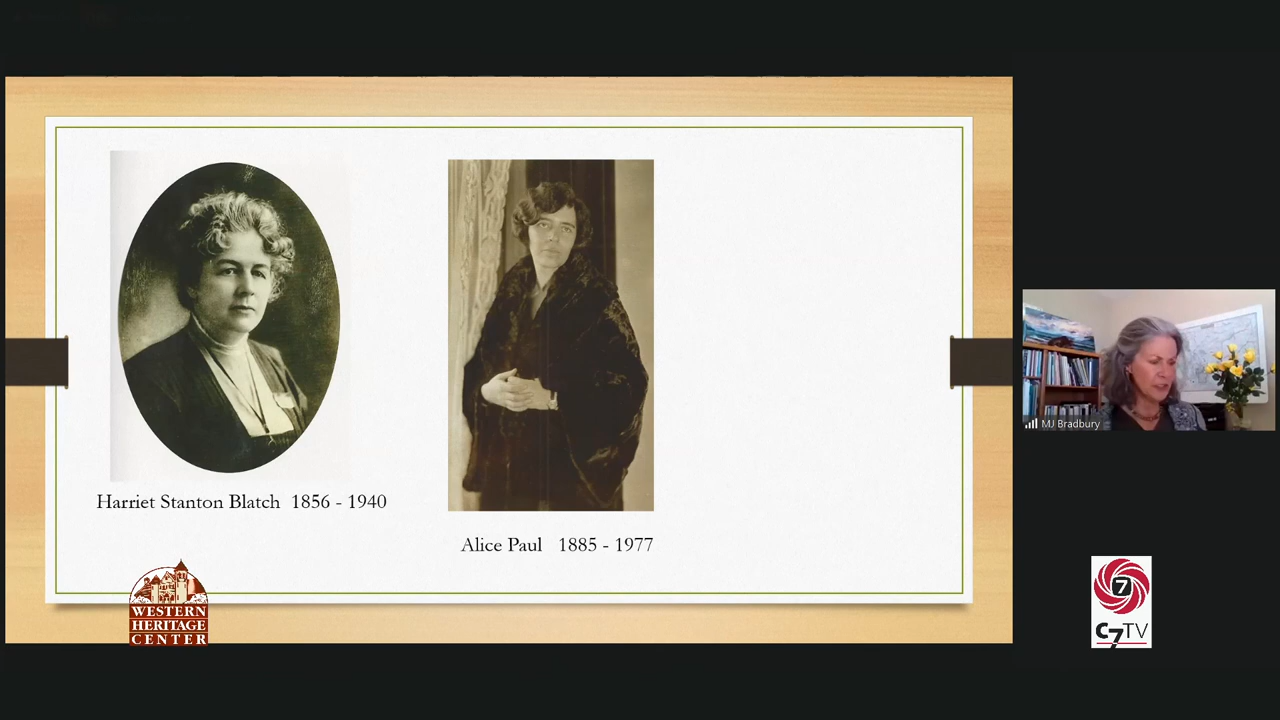 Harriet Stanton Blatch 1856 - 1940
Alice Paul 1885 - 1977
WESTERN
HERITAGE
CENTER
MJ Bradbury
7
C7TV